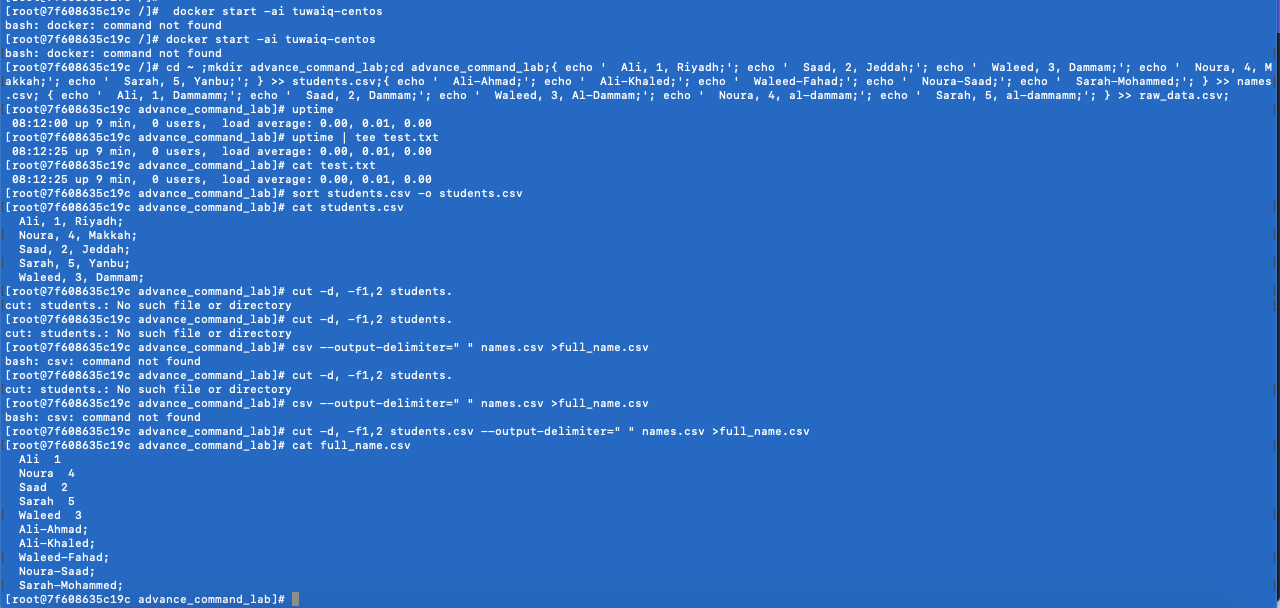 [root@7f608635c19c /]#  docker start -ai tuwaiq-centos
bash: docker: command not found
[root@7f608635c19c /]# docker start -ai tuwaiq-centos
bash: docker: command not found
[root@7f608635c19c /]# cd ~ ;mkdir advance_command_lab;cd advance_command_lab;{ echo '  Ali, 1, Riyadh;'; echo '  Saad, 2, Jeddah;'; echo '  Waleed, 3, Dammam;'; echo '  Noura, 4, M
akkah;'; echo '  Sarah, 5, Yanbu;'; } >> students.csv;{ echo '  Ali-Ahmad;'; echo '  Ali-Khaled;'; echo '  Waleed-Fahad;'; echo '  Noura-Saad;'; echo '  Sarah-Mohammed;'; } >> names
.csv; { echo '  Ali, 1, Dammamm;'; echo '  Saad, 2, Dammam;'; echo '  Waleed, 3, Al-Dammam;'; echo '  Noura, 4, al-dammam;'; echo '  Sarah, 5, al-dammamm;'; } >> raw_data.csv;
[root@7f608635c19c advance_command_lab]# uptime
 08:12:00 up 9 min,  0 users,  load average: 0.00, 0.01, 0.00
[root@7f608635c19c advance_command_lab]# uptime | tee test.txt
 08:12:25 up 9 min,  0 users,  load average: 0.00, 0.01, 0.00
[root@7f608635c19c advance_command_lab]# cat test.txt
 08:12:25 up 9 min,  0 users,  load average: 0.00, 0.01, 0.00
[root@7f608635c19c advance_command_lab]# sort students.csv -o students.csv
[root@7f608635c19c advance_command_lab]# cat students.csv
  Ali, 1, Riyadh;
  Noura, 4, Makkah;
  Saad, 2, Jeddah;
  Sarah, 5, Yanbu;
  Waleed, 3, Dammam;
[root@7f608635c19c advance_command_lab]# cut -d, -f1,2 students.
cut: students.: No such file or directory
[root@7f608635c19c advance_command_lab]# cut -d, -f1,2 students.
cut: students.: No such file or directory
[root@7f608635c19c advance_command_lab]# csv --output-delimiter=" " names.csv >full_name.csv
bash: csv: command not found
[root@7f608635c19c advance_command_lab]# cut -d, -f1,2 students.
cut: students.: No such file or directory
[root@7f608635c19c advance_command_lab]# csv --output-delimiter=" " names.csv >full_name.csv
bash: csv: command not found
[root@7f608635c19c advance_command_lab]# cut -d, -f1,2 students.csv --output-delimiter=" " names.csv >full_name.csv
[root@7f608635c19c advance_command_lab]# cat full_name.csv
  Ali  1
  Noura  4
  Saad  2
  Sarah  5
  Waleed  3
  Ali-Ahmad;
  Ali-Khaled;
  Waleed-Fahad;
  Noura-Saad;
  Sarah-Mohammed;
[root@7f608635c19c advance_command_lab]#